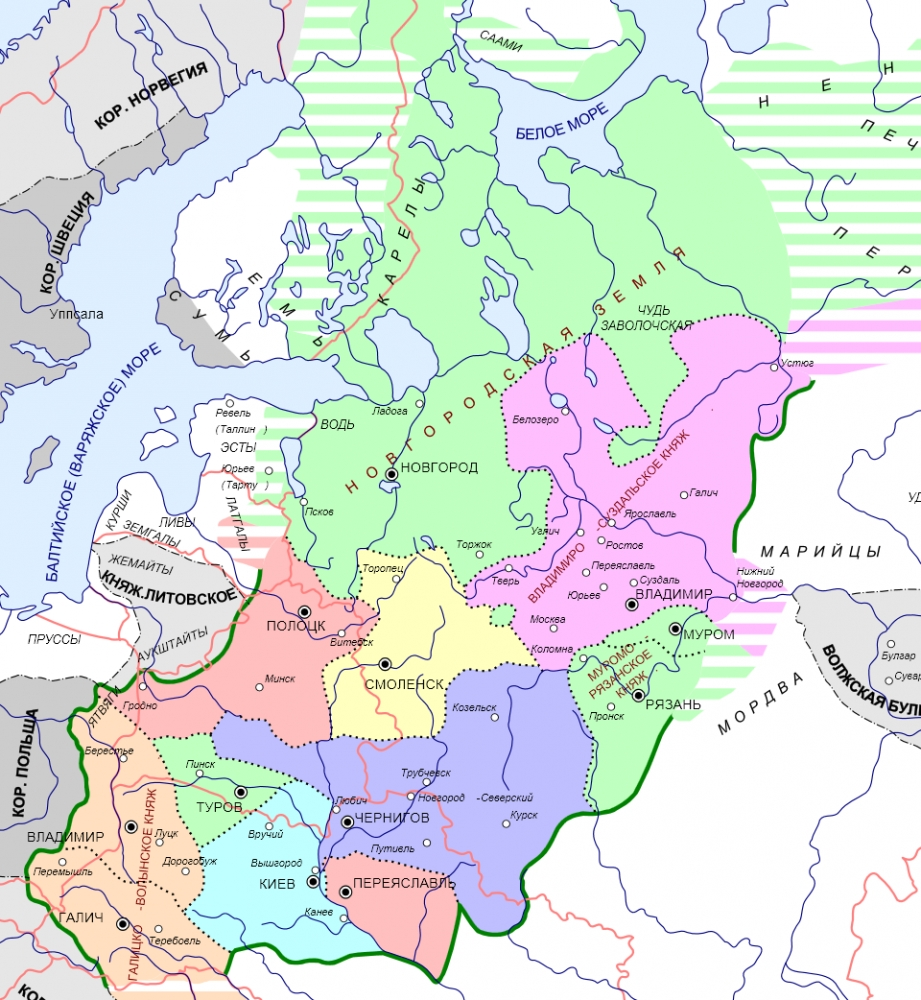 СААМИ
КОР. НОРВЕГИЯ
Н Е Н
БЕЛОЕ МОРЕ
ПЕЧ
КОР. ШВЕЦИЯ
КАРЕЛЫ
ПЕР
Уппсала
ЕМЬ
СУМЬ
НОВГОРОДСКАЯ ЗЕМЛЯ
ЧУДЬ
ЗАВОЛОЧСКАЯ
БАЛТИЙСКОЕ (ВАРЯЖСКОЕ) МОРЕ
Устюг
Ревель
(Таллин )
ВОДЬ
Ладога
Белозеро
ЭСТЫ
Юрьев
(Тарту )
НОВГОРОД
ЛАТГАЛЫ
Псков
Галич
УД
КУРШИ
ЛИВЫ
ЗЕМГАЛЫ
ВЛАДИМИРО -СУЗДАЛЬСКОЕ КНЯЖ
Ярославль
Углич
Ростов
Торжок
МАРИЙЦЫ
ЖЕМАЙТЫ
КНЯЖ.ЛИТОВСКОЕ
Торопец
Тверь
Переяславль
Суздаль
Нижний
Новгород
Юрьев
ВЛАДИМИР
ПОЛОЦК
Витебск
ПРУССЫ
АУКШТАЙТЫ
Москва
МУРОМ
Коломна
МУРОМО-
РЯЗАНСКОЕ
КНЯЖ
Булгар
Сувар
ВОЛЖСКАЯ БУЛ
СМОЛЕНСК
Минск
ЯТВЯГИ
Гродно
Козельск
Пронск
РЯЗАНЬ
МОРДВА
КОР. ПОЛЬША
Берестье
Пинск
Трубчевск
ТУРОВ
Любич
Новгород -Северский
ЧЕРНИГОВ
Курск
Вручий
ВЛАДИМИР
Луцк
Путивль
Перемышль
Дорогобуж
Вышгород
КИЕВ
ПЕРЕЯСЛАВЛЬ
Канев
ГАЛИЧ
Теребовль
ГАЛИЦКО -ВОЛЫНСКОЕ КНЯЖ
КОР